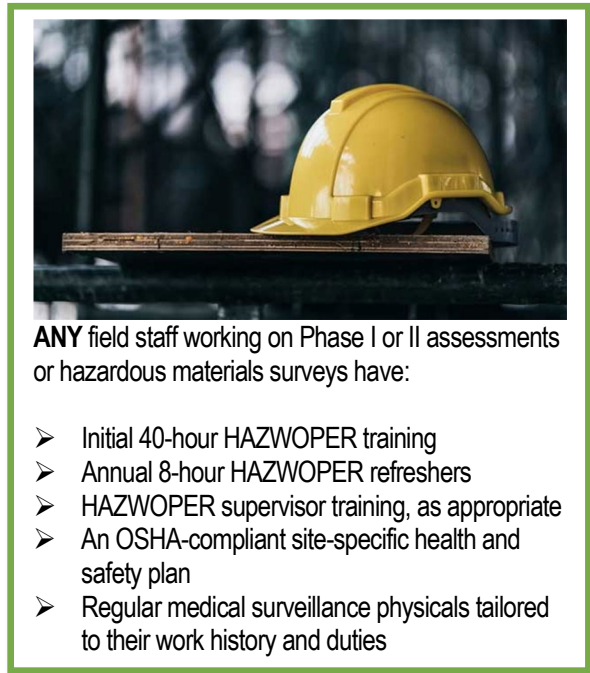 ANY field staff working on Phase I or II assessments
or hazardous materials surveys have:
➢ Initial 40-hour HAZWOPER training
➢ Annual 8-hour HAZWOPER refreshers
➢ HAZWOPER supervisor training, as appropriate
➢ An OSHA-compliant site-specific health and
safety plan
➢ Regular medical surveillance physicals tailored
to their work history and duties